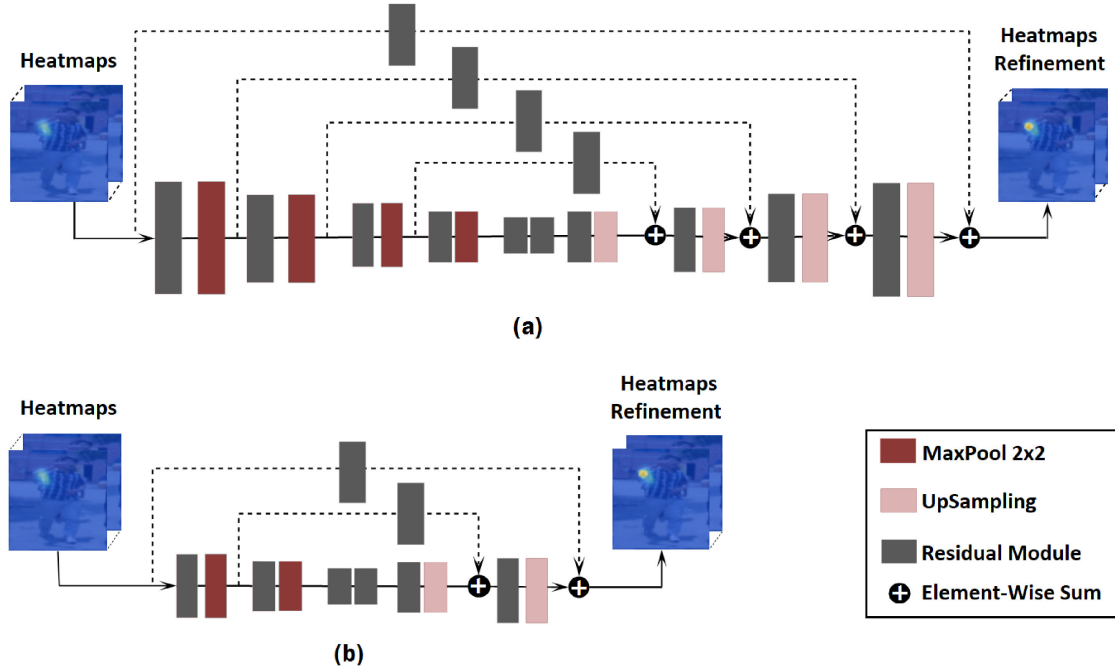 Heatmaps
Heatmaps
Refinement
(a)
Heatmaps
Heatmaps
Refinement
(b)
MaxPool 2x2
UpSampling
Residual Module
Element-Wise Sum